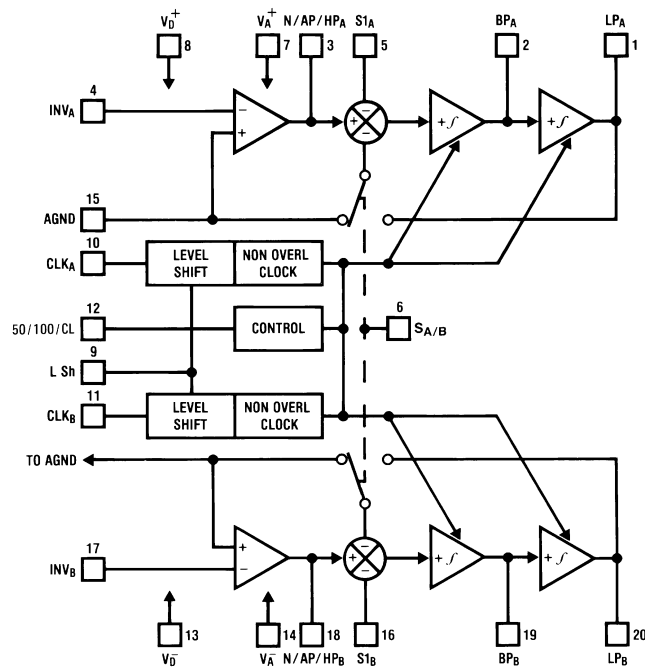 V_D^+ V_A^+ N/AP/HP_A S1_A BP_A LP_A
8 7 3 5 2 1
4
INV_A
− +
+ − −
+ ∫
+ ∫
15
AGND
10
CLK_A LEVEL SHIFT NON OVERL CLOCK
12
50/100/CL CONTROL
6
S_A/B
9
L Sh
11
CLK_B LEVEL SHIFT NON OVERL CLOCK
TO AGND
17
INV_B
+ −
+ − −
+ ∫
+ ∫
13 14 18 16 19 20
V_D^− V_A^− N/AP/HP_B S1_B BP_B LP_B